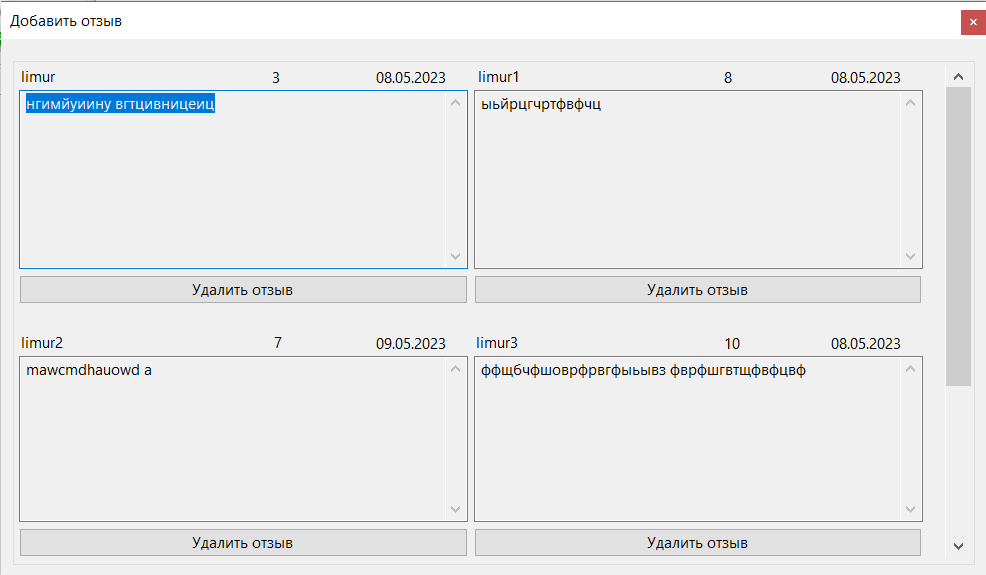 Добавить отзыв
limur 3 08.05.2023 limur1 8 08.05.2023
нгимйуиину вгтцивницеиц ыьйрцгчртфвфчц
Удалить отзыв Удалить отзыв
limur2 7 09.05.2023 limur3 10 08.05.2023
mawcmdhauowd a ффщбчфшоврфрвгфыьывз фврфшгвтщфвфцвф
Удалить отзыв Удалить отзыв